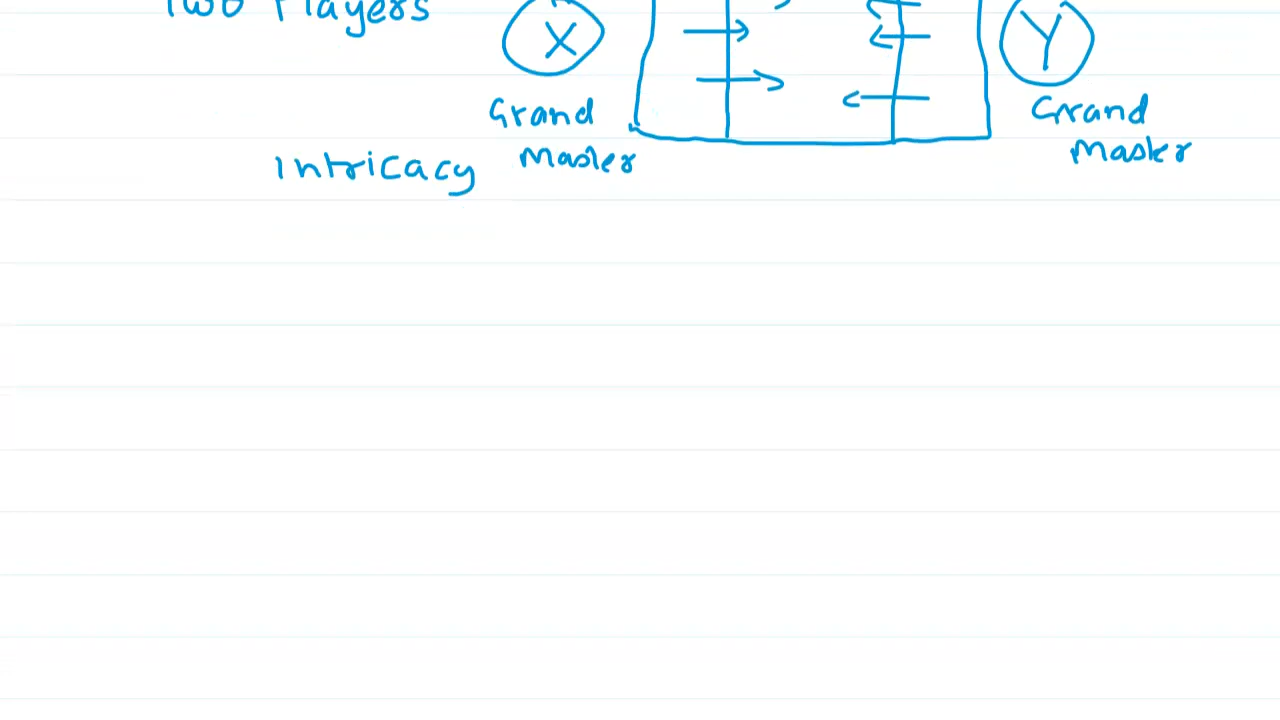 Two Players
X
Y
Grand
Master
Grand
Master
Intricacy